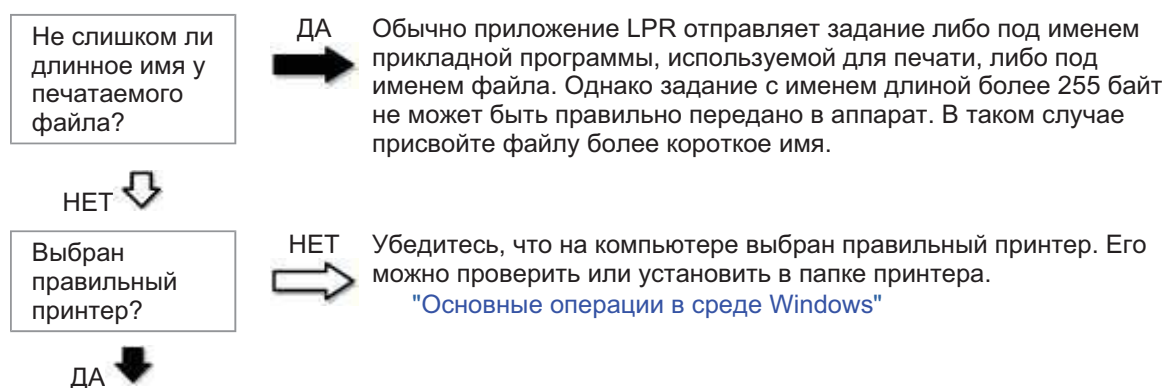 Не слишком ли
длинное имя у
печатаемого
файла?
ДА
Обычно приложение LPR отправляет задание либо под именем
прикладной программы, используемой для печати, либо под
именем файла. Однако задание с именем длиной более 255 байт
не может быть правильно передано в аппарат. В таком случае
присвойте файлу более короткое имя.
НЕТ
Выбран
правильный
принтер?
НЕТ
Убедитесь, что на компьютере выбран правильный принтер. Его
можно проверить или установить в папке принтера.
"Основные операции в среде Windows"
ДА